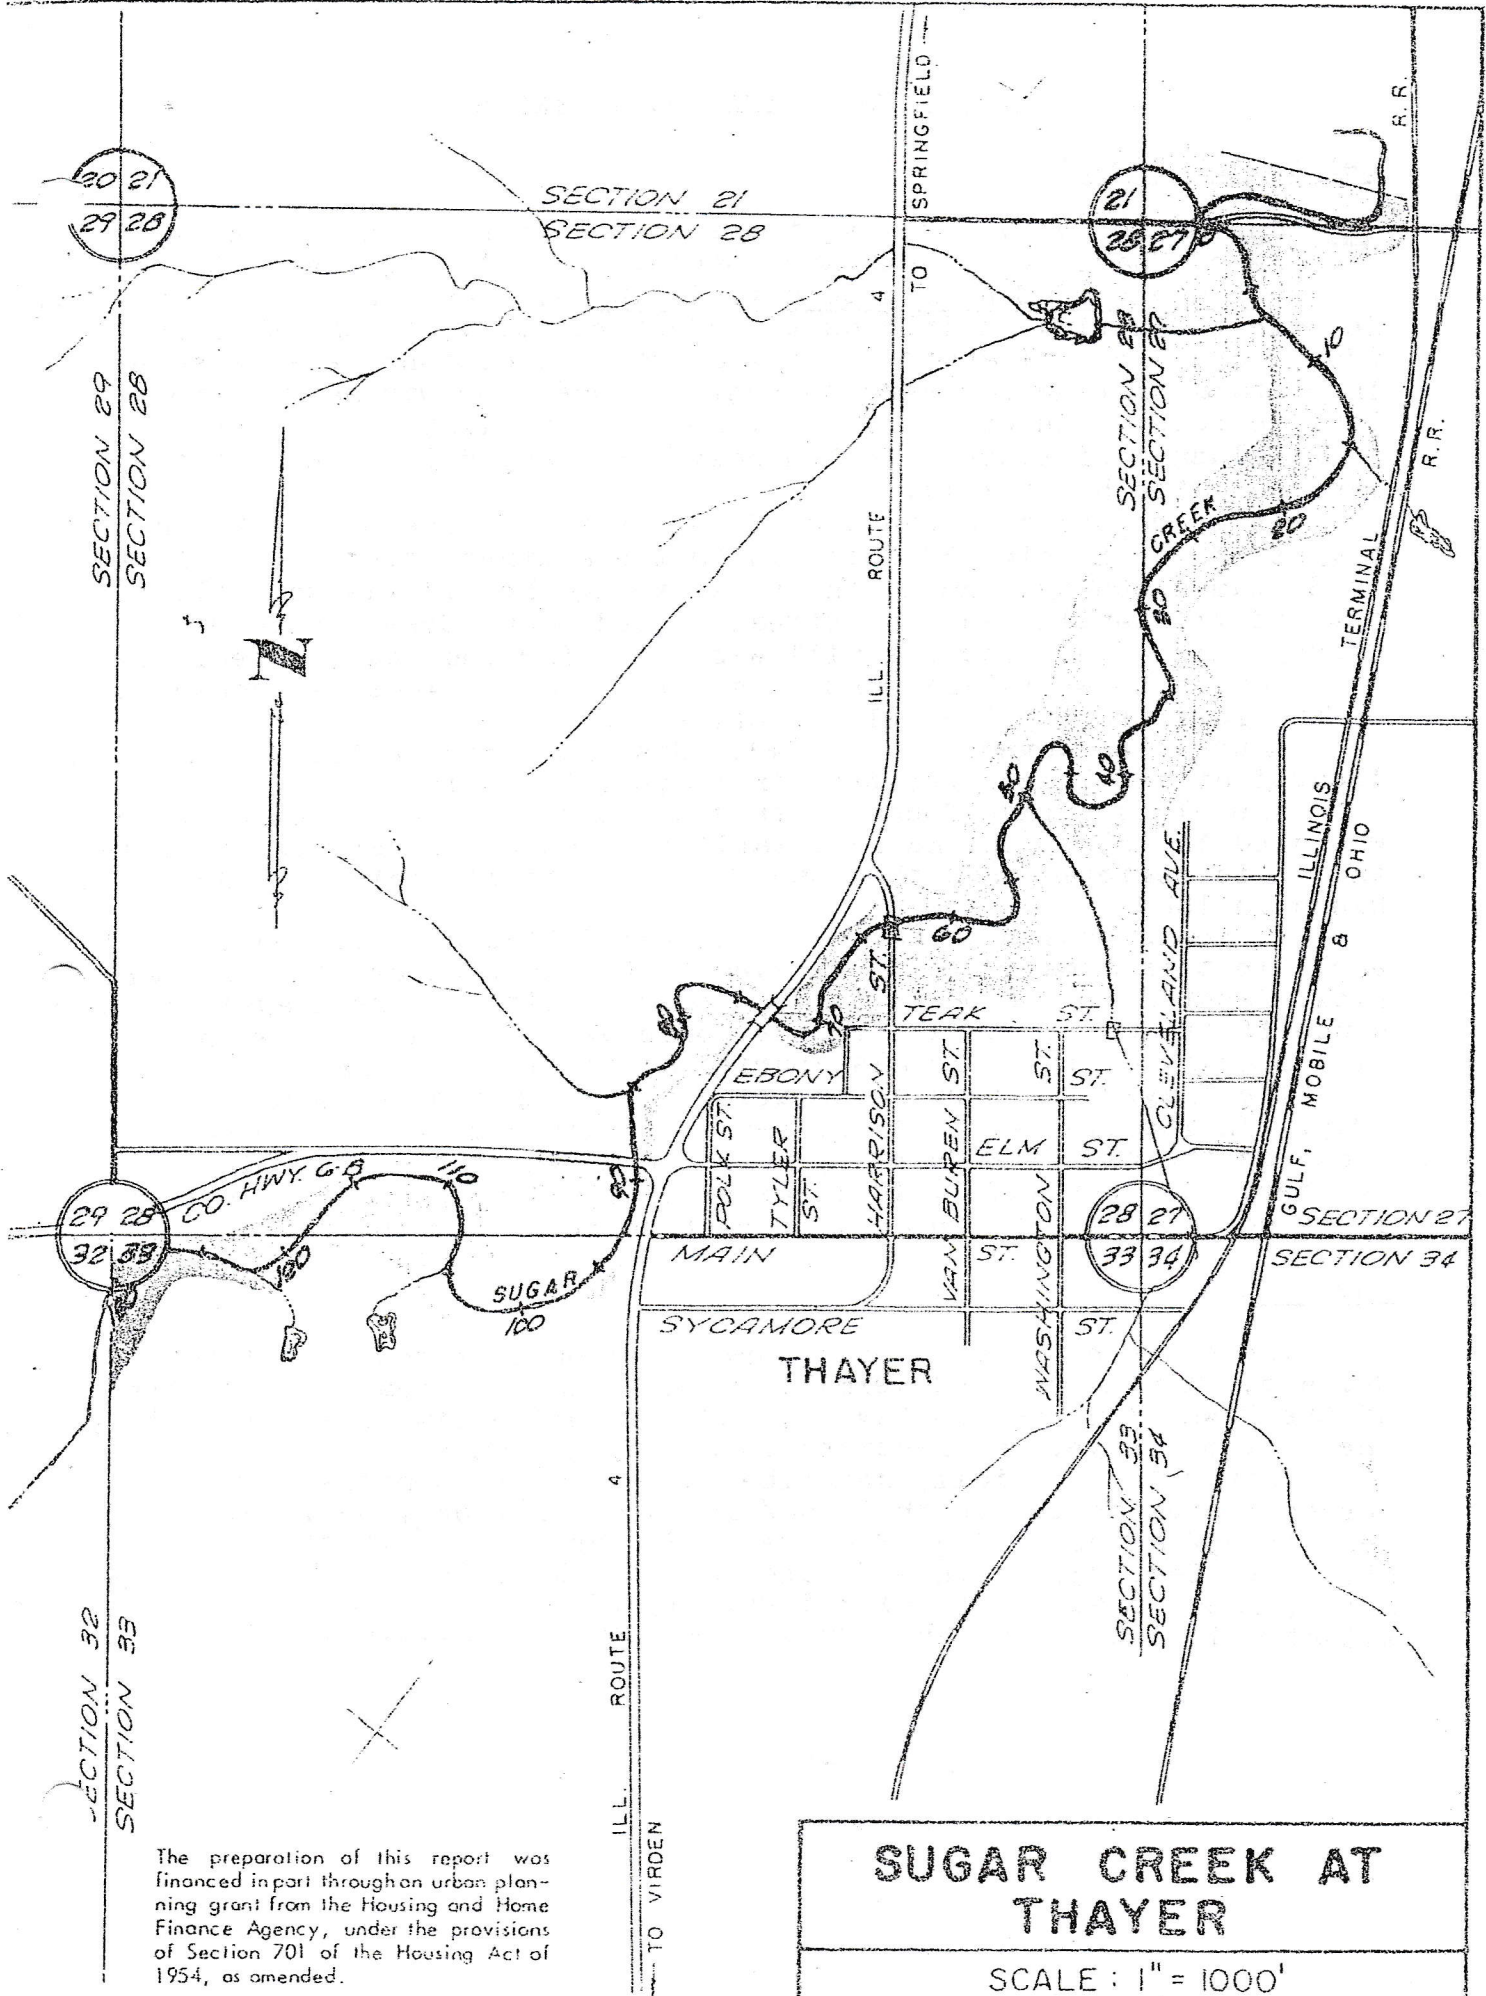 20 21
29 28
SECTION 21
SECTION 28
TO SPRINGFIELD
R.R.
21
28 27
0
SECTION 29
SECTION 28
SECTION 28
SECTION 27
10
R.R.
N
ILL. ROUTE 4
CREEK
20
30
TERMINAL
40
50
ILLINOIS
GULF, MOBILE & OHIO
CLEVELAND AVE.
60
70
80
90
TEAK ST.
HARRISON ST.
EBONY ST.
VAN BUREN ST.
WASHINGTON ST.
POLK ST.
TYLER ST.
ELM ST.
CO. HWY. 6-B
110
29 28
32 33
SUGAR
100
MAIN ST.
28 27
33 34
SECTION 27
SECTION 34
SYCAMORE ST.
THAYER
SECTION 33
SECTION 34
SECTION 33
ILL. ROUTE 4
TO VIRDEN
The preparation of this report was
financed in part through an urban plan-
ning grant from the Housing and Home
Finance Agency, under the provisions
of Section 701 of the Housing Act of
1954, as amended.
SUGAR CREEK AT
THAYER
SCALE : 1" = 1000'